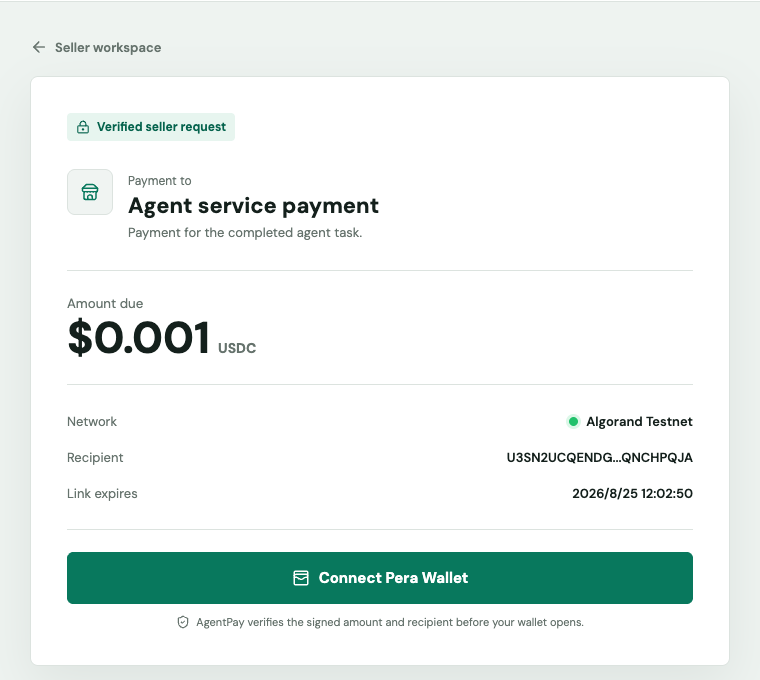 Seller workspace
Verified seller request
Payment to
Agent service payment
Payment for the completed agent task.
Amount due
$0.001 USDC
Network Algorand Testnet
Recipient U3SN2UCQENDG...QNCHPQJA
Link expires 2026/8/25 12:02:50
Connect Pera Wallet
AgentPay verifies the signed amount and recipient before your wallet opens.